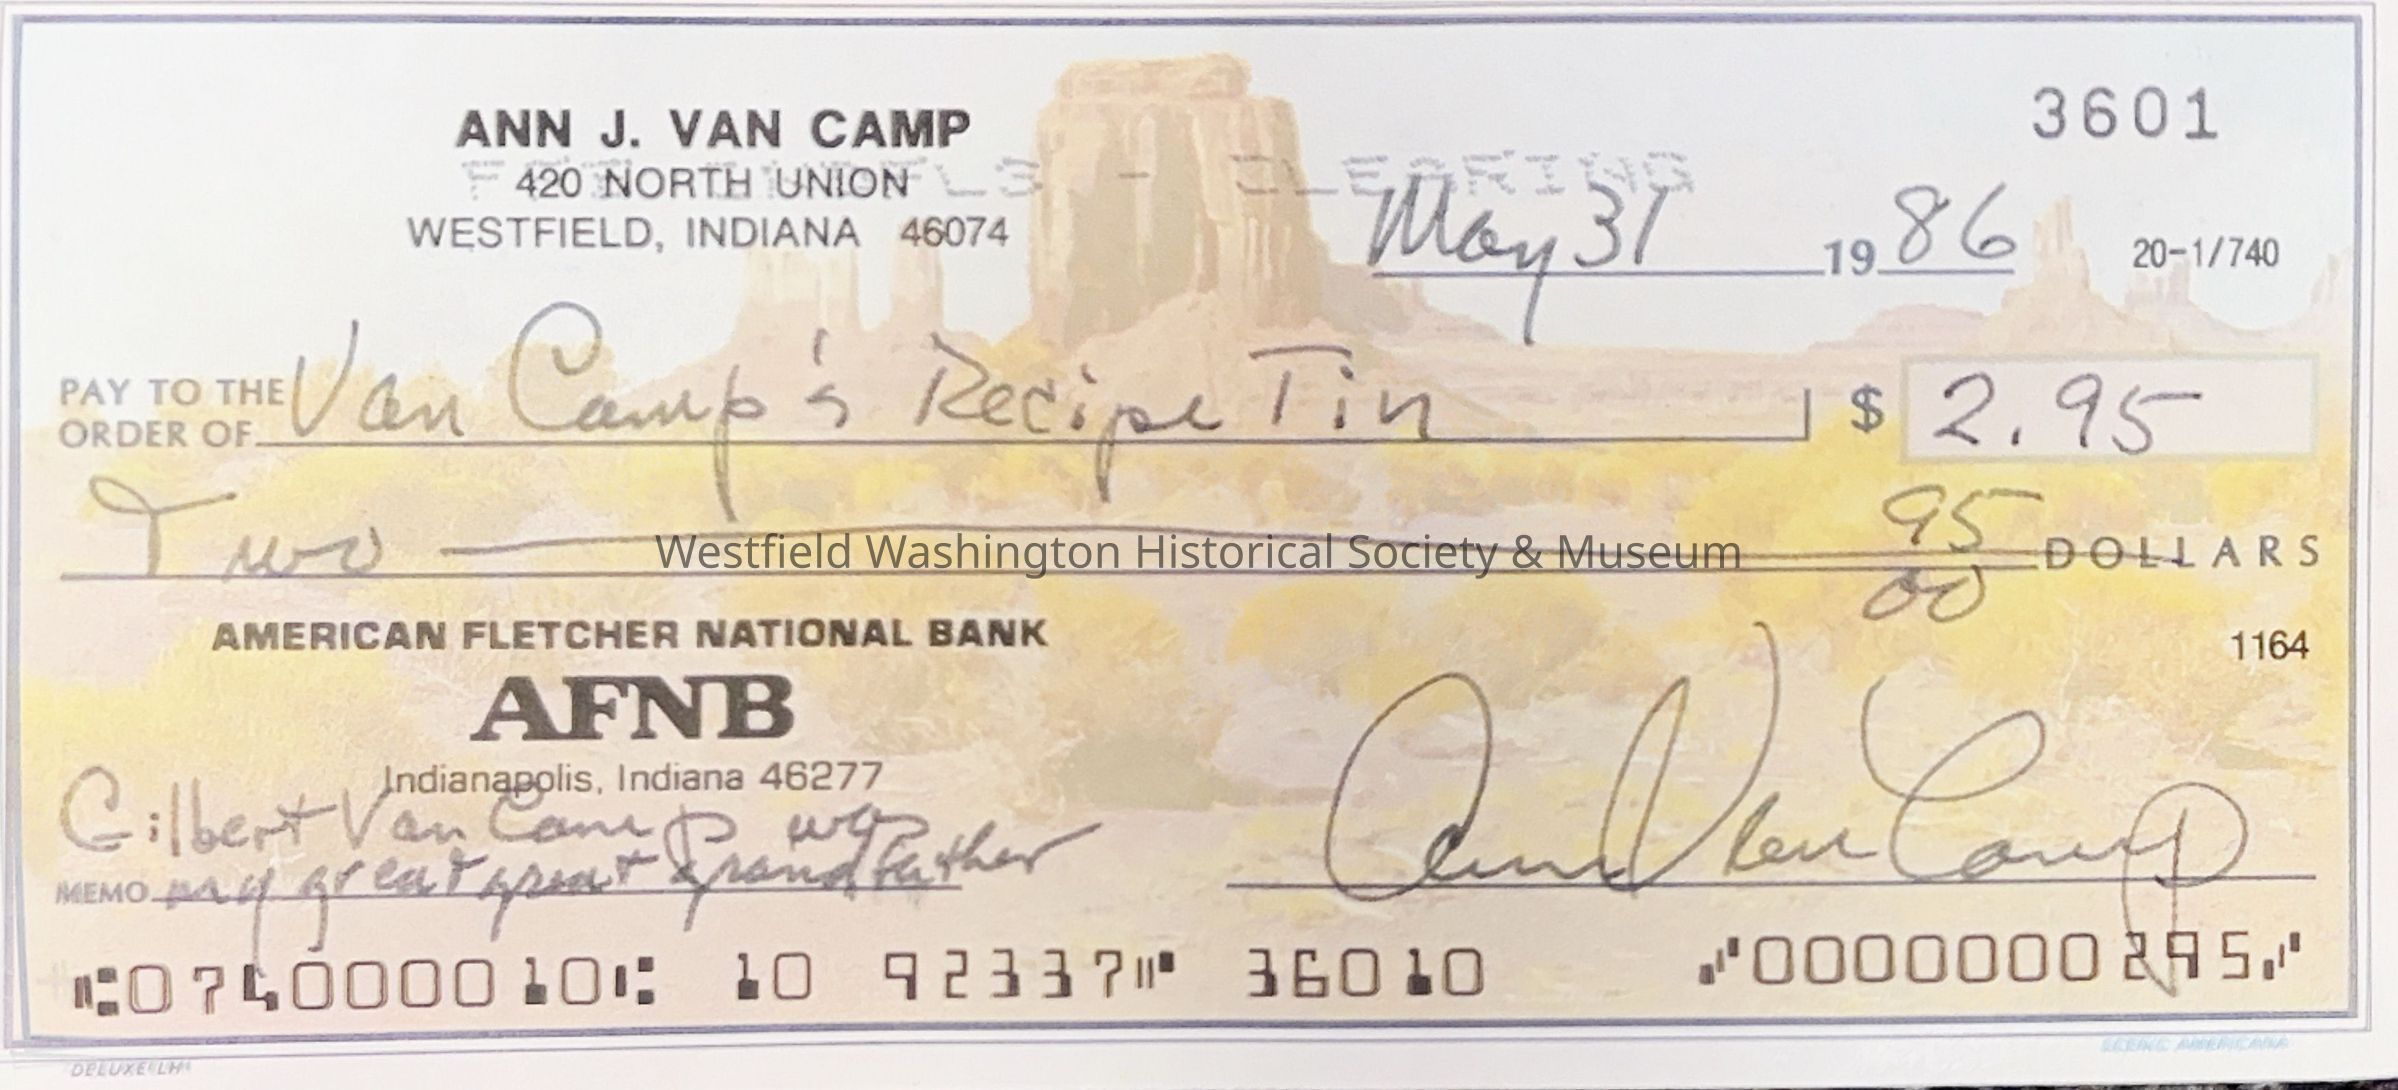 ANN J. VAN CAMP
3601
420 NORTH UNION
WESTFIELD, INDIANA 46074
May 31 19 86
20-1/740
PAY TO THE
ORDER OF Van Camp's Recipe Tin $ 2.95
Two 95/00 DOLLARS
Westfield Washington Historical Society & Museum
AMERICAN FLETCHER NATIONAL BANK
1164
AFNB
Indianapolis, Indiana 46277
Gilbert Van Camp was
MEMO my great great grandfather
Ann Van Camp
⑆074000010⑆ 10 92337⑈ 36010 ⑈0000000295⑈
DELUXE LH
SCENIC AMERICANA